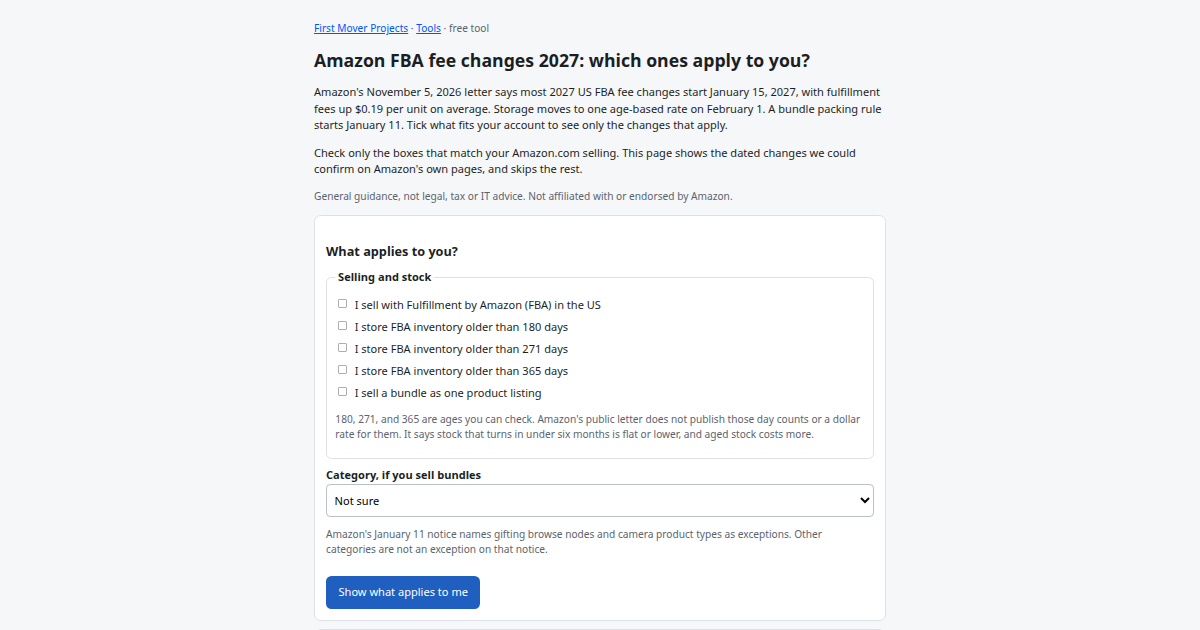 First Mover Projects · Tools · free tool
Amazon FBA fee changes 2027: which ones apply to you?
Amazon's November 5, 2026 letter says most 2027 US FBA fee changes start January 15, 2027, with fulfillment
fees up $0.19 per unit on average. Storage moves to one age-based rate on February 1. A bundle packing rule
starts January 11. Tick what fits your account to see only the changes that apply.
Check only the boxes that match your Amazon.com selling. This page shows the dated changes we could
confirm on Amazon's own pages, and skips the rest.
General guidance, not legal, tax or IT advice. Not affiliated with or endorsed by Amazon.
What applies to you?
Selling and stock
I sell with Fulfillment by Amazon (FBA) in the US
I store FBA inventory older than 180 days
I store FBA inventory older than 271 days
I store FBA inventory older than 365 days
I sell a bundle as one product listing
180, 271, and 365 are ages you can check. Amazon's public letter does not publish those day counts or a dollar
rate for them. It says stock that turns in under six months is flat or lower, and aged stock costs more.
Category, if you sell bundles
Not sure
Amazon's January 11 notice names gifting browse nodes and camera product types as exceptions. Other
categories are not an exception on that notice.
Show what applies to me